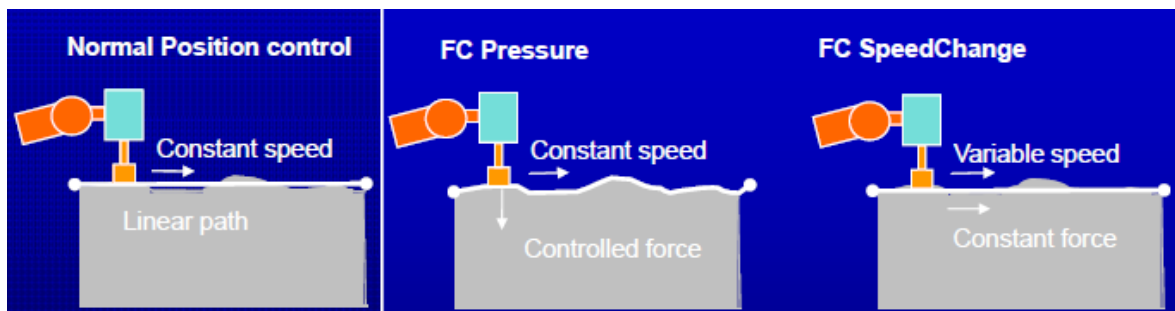 Normal Position control
Constant speed
Linear path
FC Pressure
Constant speed
Controlled force
FC SpeedChange
Variable speed
Constant force